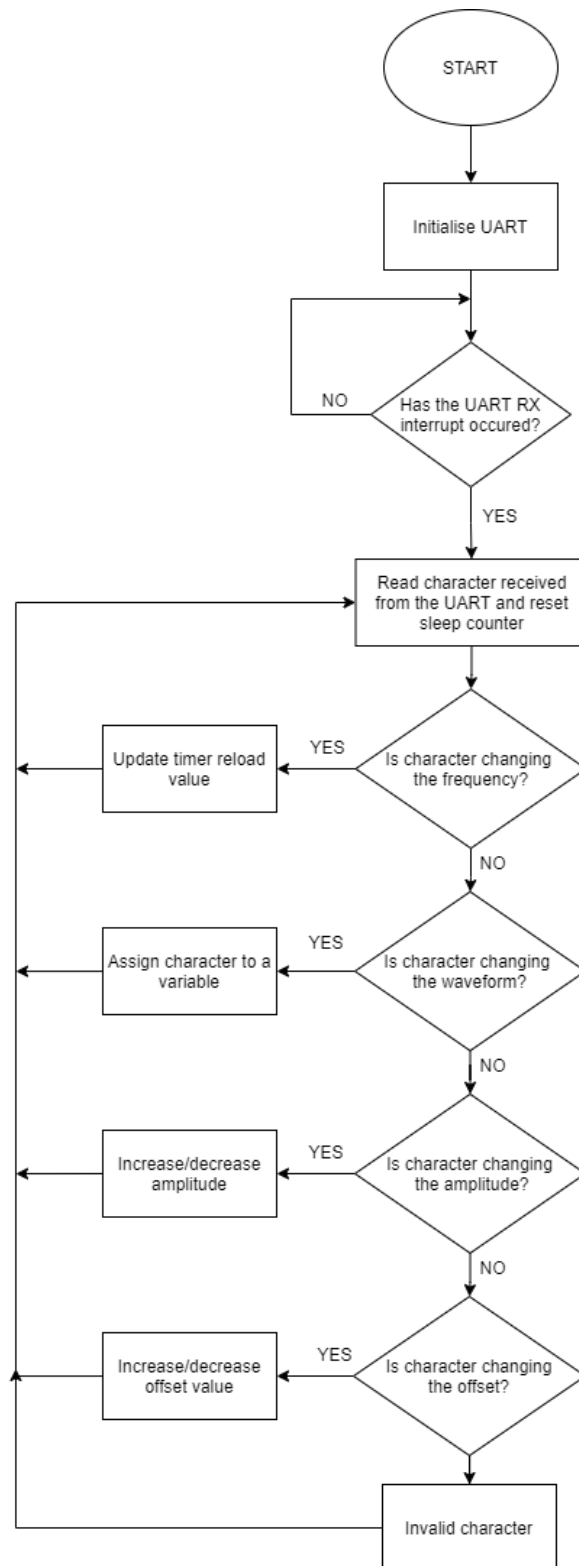 START
Initialise UART
NO
Has the UART RX
interrupt occured?
YES
Read character received
from the UART and reset
sleep counter
Update timer reload
value
YES
Is character changing
the frequency?
NO
Assign character to a
variable
YES
Is character changing
the waveform?
NO
Increase/decrease
amplitude
YES
Is character changing
the amplitude?
NO
Increase/decrease
offset value
YES
Is character changing
the offset?
Invalid character